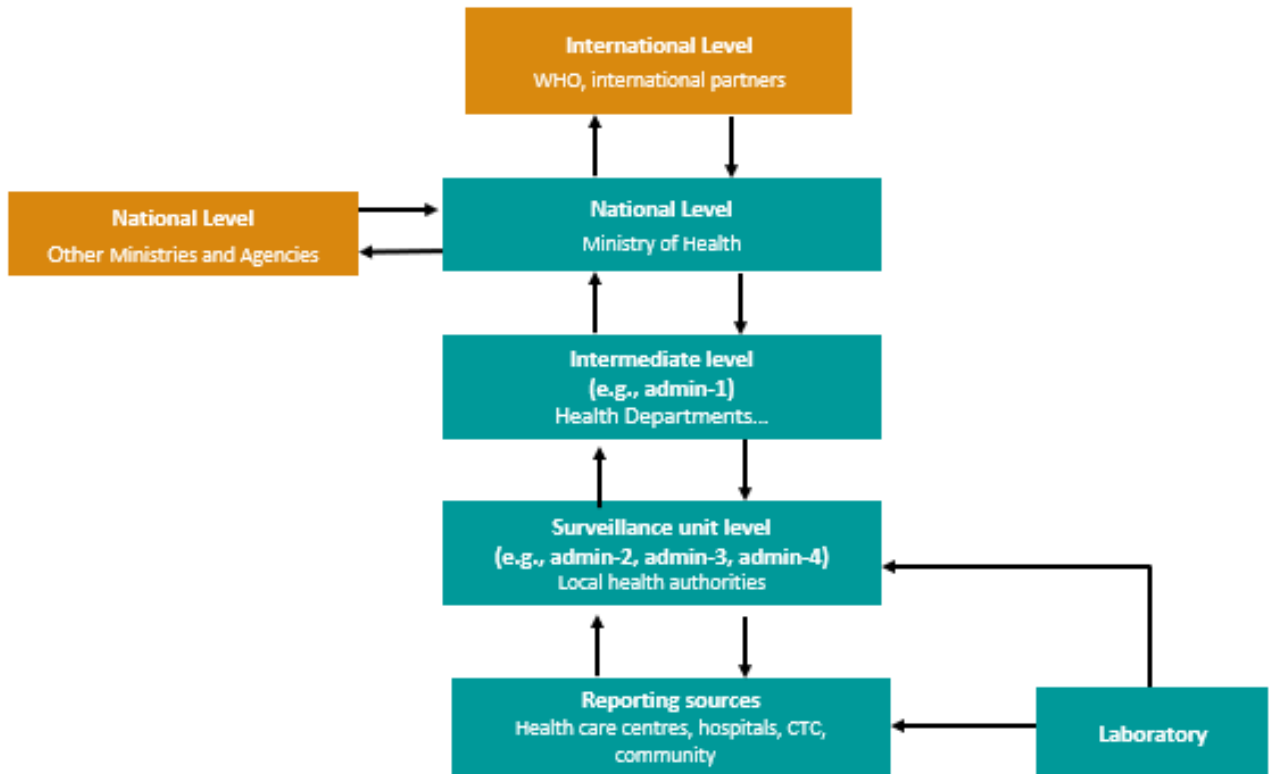 International Level
WHO, international partners
National Level
Other Ministries and Agencies
National Level
Ministry of Health
Intermediate level
(e.g., admin-1)
Health Departments...
Surveillance unit level
(e.g., admin-2, admin-3, admin-4)
Local health authorities
Reporting sources
Health care centres, hospitals, CTC,
community
Laboratory